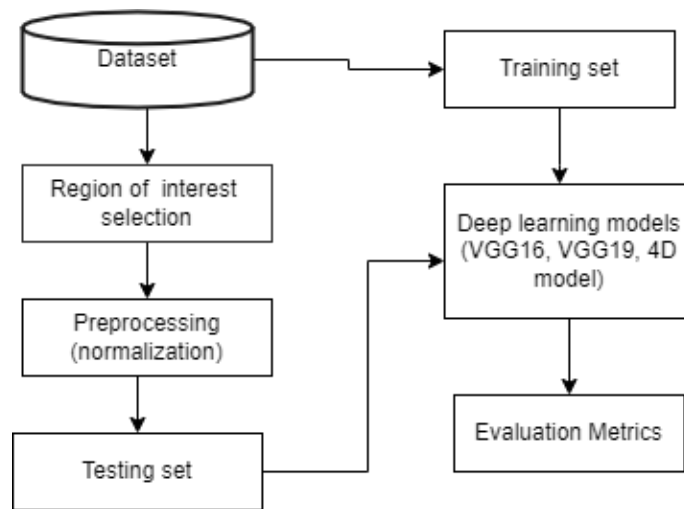 Dataset
Training set
Region of interest
selection
Deep learning models
(VGG16, VGG19, 4D
model)
Preprocessing
(normalization)
Testing set
Evaluation Metrics